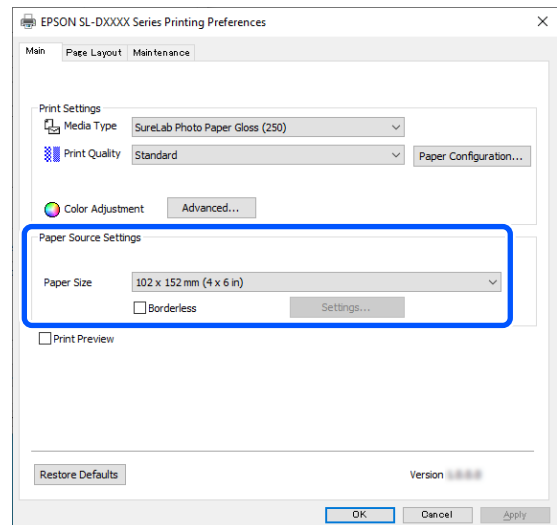 EPSON SL-DXXXX Series Printing Preferences
Main Page Layout Maintenance
Print Settings
Media Type SureLab Photo Paper Gloss (250)
Print Quality Standard Paper Configuration...
Color Adjustment Advanced...
Paper Source Settings
Paper Size 102 x 152 mm (4 x 6 in)
Borderless Settings...
Print Preview
Restore Defaults Version
OK Cancel Apply